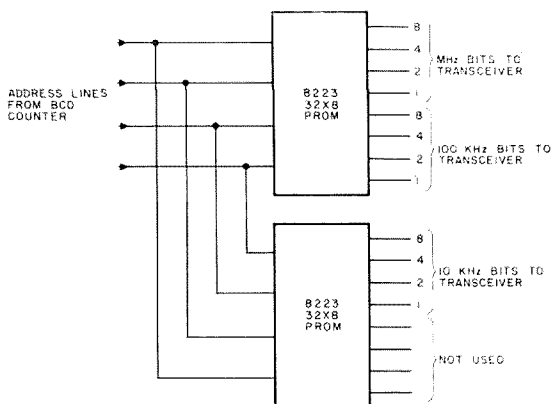 ADDRESS LINES
FROM BCD
COUNTER
8223
32X8
PROM
8
4
2
1
MHz BITS TO
TRANSCEIVER
8
4
2
1
100 KHz BITS TO
TRANSCEIVER
8223
32X8
PROM
8
4
2
1
10 KHz BITS TO
TRANSCEIVER
NOT USED